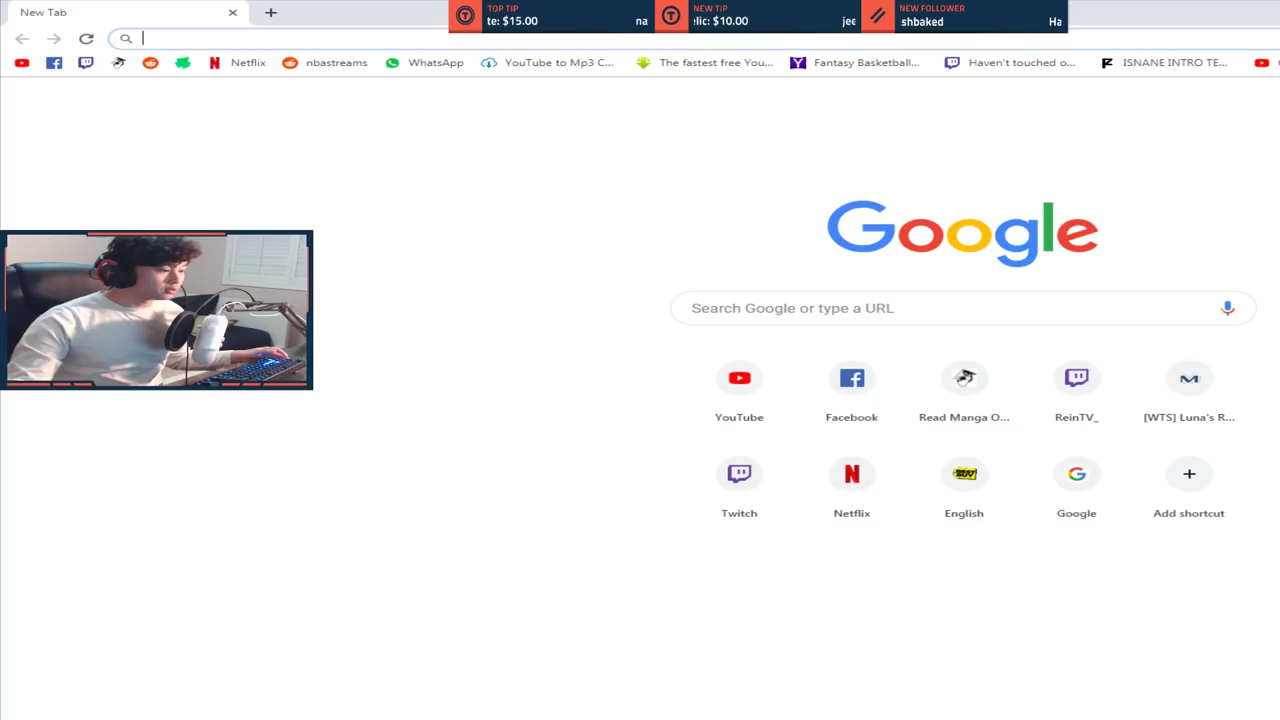 New Tab
TOP TIP
te: $15.00 na
NEW TIP
elic: $10.00 jee
NEW FOLLOWER
shbaked Ha
Netflix nbastreams WhatsApp YouTube to Mp3 C... The fastest free You... Fantasy Basketball... Haven't touched o... ISNANE INTRO TE...
Google
Search Google or type a URL
YouTube Facebook Read Manga O... ReinTV_ [WTS] Luna's R...
BEST BUY
Twitch Netflix English Google Add shortcut